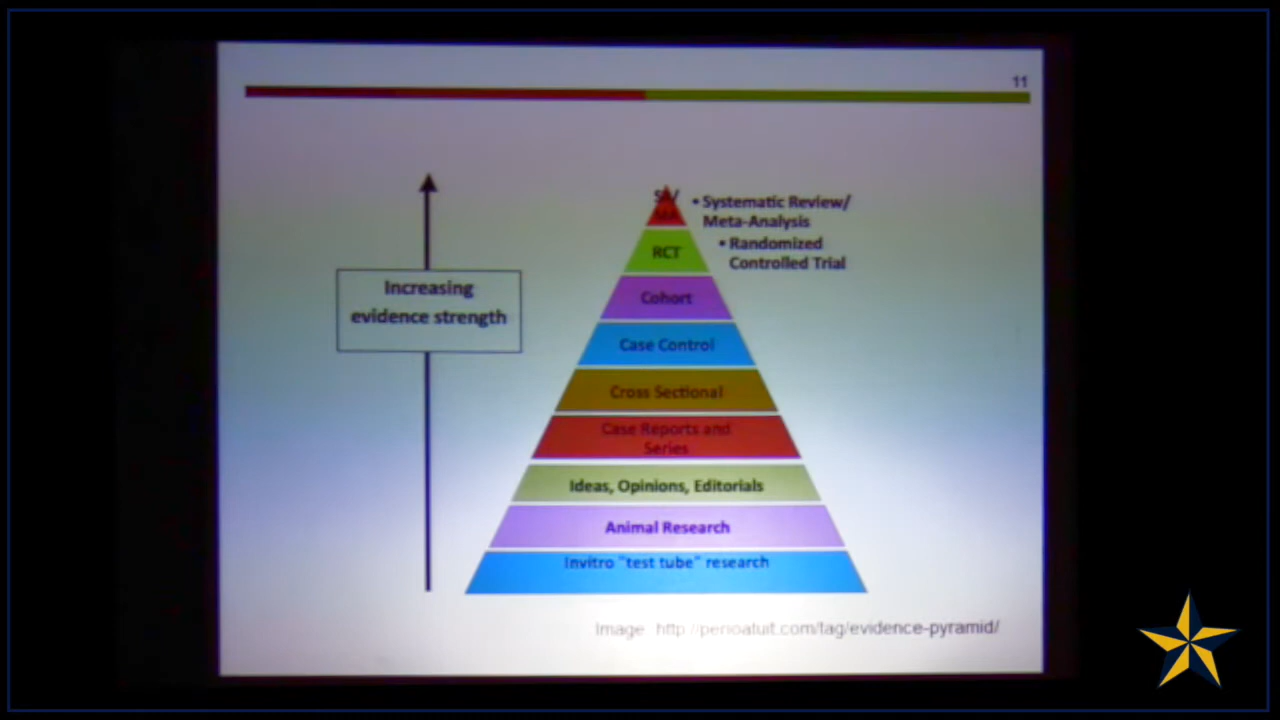 11
SR/
MA
• Systematic Review/
Meta-Analysis
RCT
• Randomized
Controlled Trial
Increasing
evidence strength
Cohort
Case Control
Cross Sectional
Case Reports and
Series
Ideas, Opinions, Editorials
Animal Research
Invitro "test tube" research
Image: http://perioatuit.com/tag/evidence-pyramid/